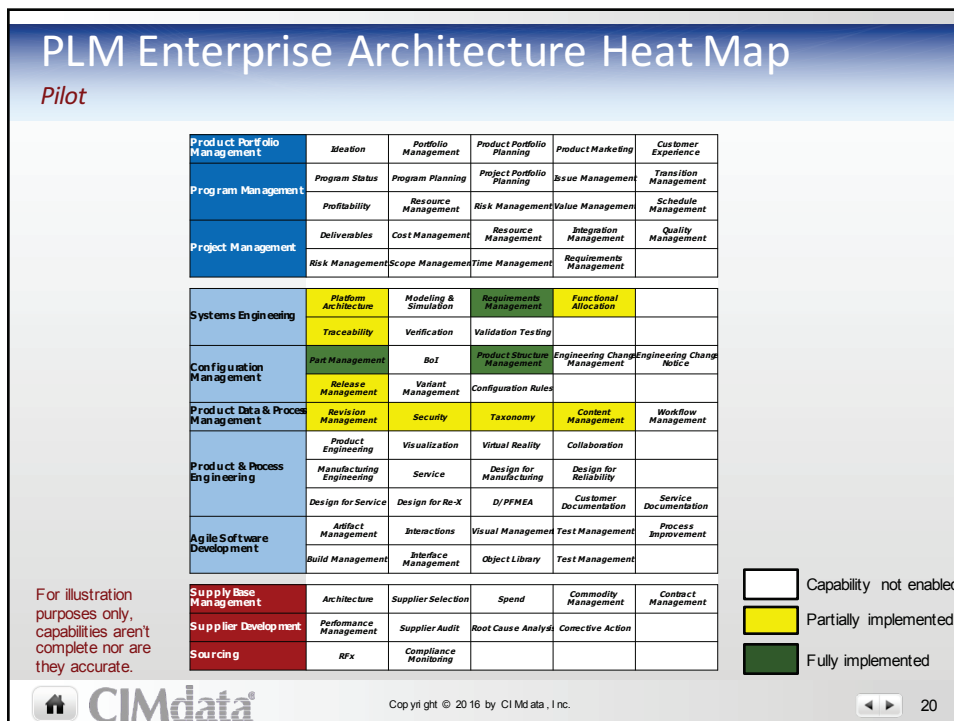 PLM Enterprise Architecture Heat Map
Pilot
Product Portfolio
Management
Ideation
Portfolio
Management
Product Portfolio
Planning
Product Marketing
Customer
Experience
Program Management
Program Status
Program Planning
Project Portfolio
Planning
Issue Management
Transition
Management
Profitability
Resource
Management
Risk Management
Value Management
Schedule
Management
Project Management
Deliverables
Cost Management
Resource
Management
Integration
Management
Quality
Management
Risk Management
Scope Managemen
Time Management
Requirements
Management
Systems Engineering
Platform
Architecture
Modeling &
Simulation
Requirements
Management
Functional
Allocation
Traceability
Verification
Validation Testing
Configuration
Management
Part Management
BoI
Product Structure
Management
Engineering Change
Management
Engineering Change
Notice
Release
Management
Variant
Management
Configuration Rules
Product Data & Process
Management
Revision
Management
Security
Taxonomy
Content
Management
Workflow
Management
Product & Process
Engineering
Product
Engineering
Visualization
Virtual Reality
Collaboration
Manufacturing
Engineering
Service
Design for
Manufacturing
Design for
Reliability
Design for Service
Design for Re-X
D/PFMEA
Customer
Documentation
Service
Documentation
Agile Software
Development
Artifact
Management
Interactions
Visual Managemen
Test Management
Process
Improvement
Build Management
Interface
Management
Object Library
Test Management
Supply Base
Management
Architecture
Supplier Selection
Spend
Commodity
Management
Contract
Management
Supplier Development
Performance
Management
Supplier Audit
Root Cause Analysis
Corrective Action
Sourcing
RFx
Compliance
Monitoring
For illustration
purposes only,
capabilities aren't
complete nor are
they accurate.
Capability not enabled
Partially implemented
Fully implemented
CIMdata®
Copyright © 2016 by CIMdata, Inc.
20